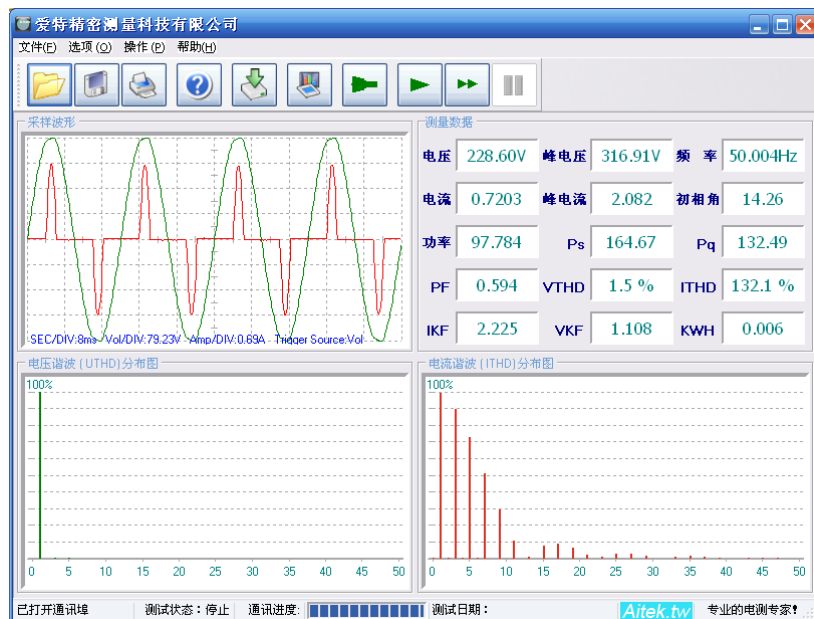 爱特精密测量科技有限公司
文件(F) 选项(O) 操作(P) 帮助(H)
采样波形
SEC/DIV:8ms Vol/DIV:79.23V Amp/DIV:0.69A Trigger Source:Vol
测量数据
电压 228.60V 峰电压 316.91V 频 率 50.004Hz
电流 0.7203 峰电流 2.082 初相角 14.26
功率 97.784 Ps 164.67 Pq 132.49
PF 0.594 VTHD 1.5 % ITHD 132.1 %
IKF 2.225 VKF 1.108 KWH 0.006
电压谐波(UTHD)分布图
100%
0 5 10 15 20 25 30 35 40 45 50
电流谐波(ITHD)分布图
100%
0 5 10 15 20 25 30 35 40 45 50
已打开通讯埠 测试状态：停止 通讯进度: 测试日期： Aitek.tw 专业的电测专家!